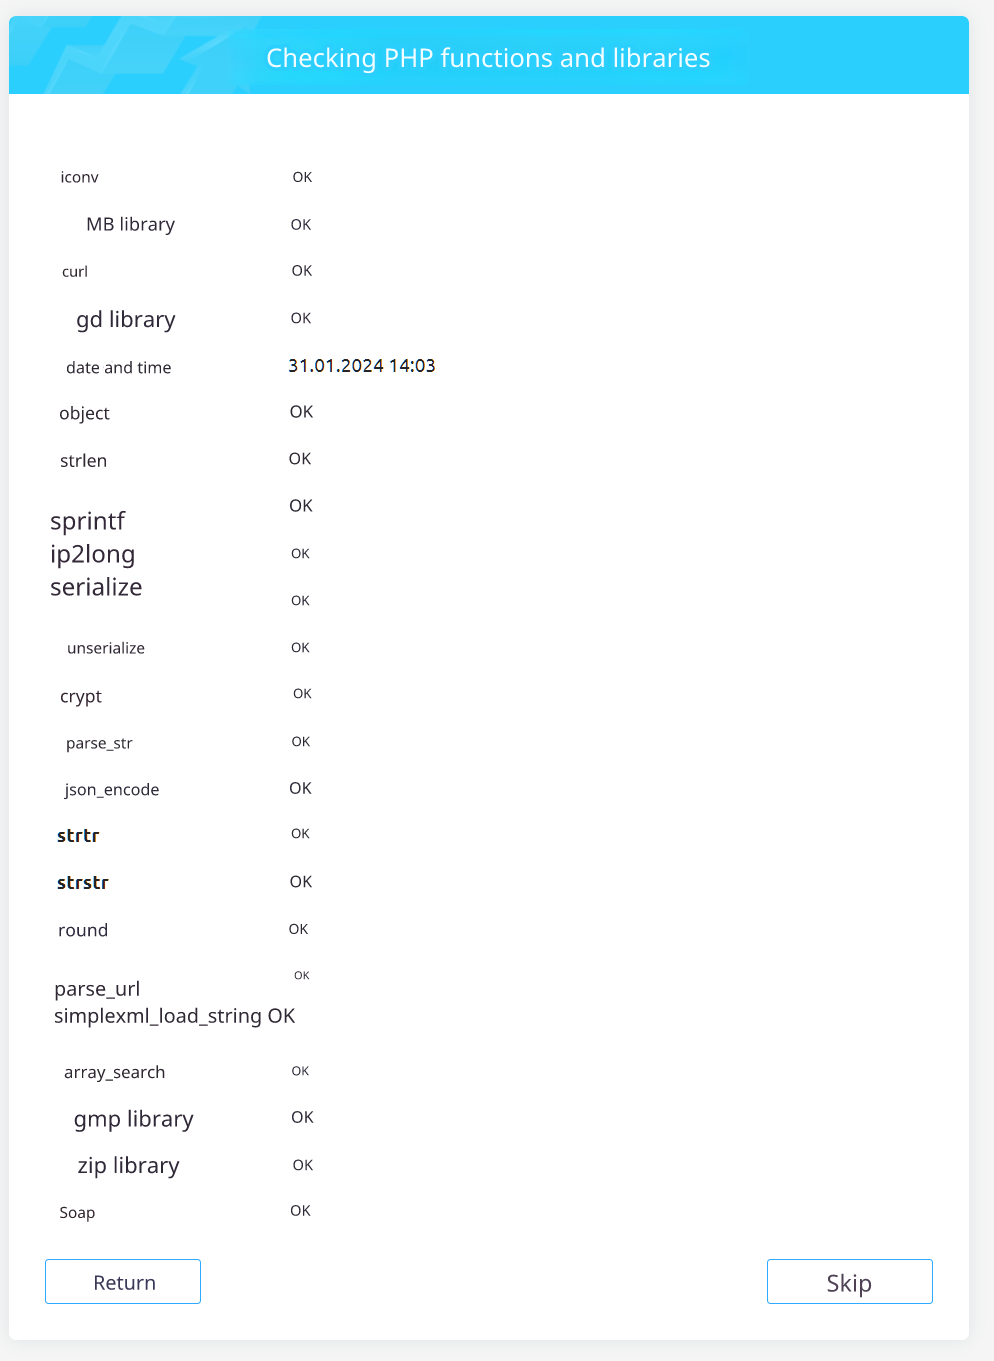 Checking PHP functions and libraries
iconv OK
MB library OK
curl OK
gd library OK
date and time 31.01.2024 14:03
object OK
strlen OK
sprintf OK
ip2long OK
serialize OK
unserialize OK
crypt OK
parse_str OK
json_encode OK
strtr OK
strstr OK
round OK
parse_url OK
simplexml_load_string OK
array_search OK
gmp library OK
zip library OK
Soap OK
Return Skip